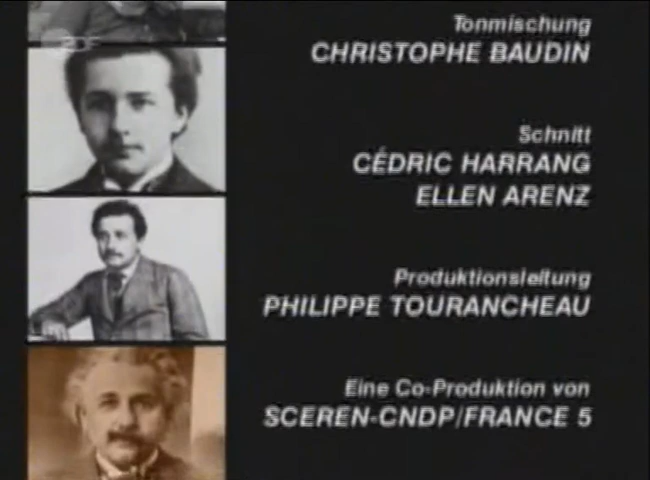 ZDF
Tonmischung
CHRISTOPHE BAUDIN
Schnitt
CÉDRIC HARRANG
ELLEN ARENZ
Produktionsleitung
PHILIPPE TOURANCHEAU
Eine Co-Produktion von
SCEREN-CNDP/FRANCE 5